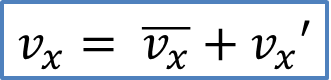 vₓ = v̅ₓ + vₓ′